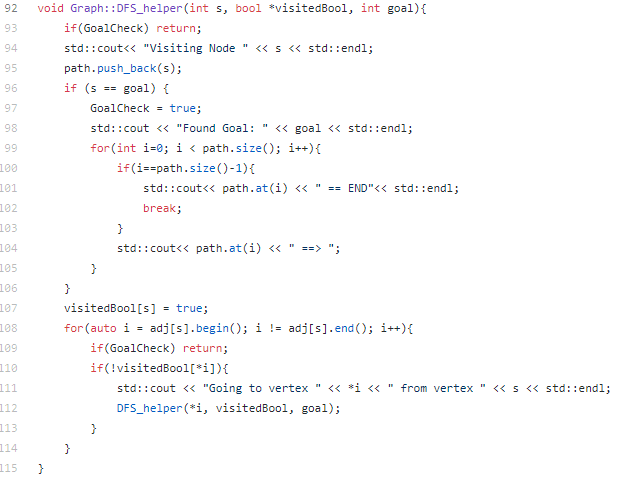 92 void Graph::DFS_helper(int s, bool *visitedBool, int goal){
93 if(GoalCheck) return;
94 std::cout<< "Visiting Node " << s << std::endl;
95 path.push_back(s);
96 if (s == goal) {
97 GoalCheck = true;
98 std::cout << "Found Goal: " << goal << std::endl;
99 for(int i=0; i < path.size(); i++){
100 if(i==path.size()-1){
101 std::cout<< path.at(i) << " == END"<< std::endl;
102 break;
103 }
104 std::cout<< path.at(i) << " ==> ";
105 }
106 }
107 visitedBool[s] = true;
108 for(auto i = adj[s].begin(); i != adj[s].end(); i++){
109 if(GoalCheck) return;
110 if(!visitedBool[*i]){
111 std::cout << "Going to vertex " << *i << " from vertex " << s << std::endl;
112 DFS_helper(*i, visitedBool, goal);
113 }
114 }
115 }